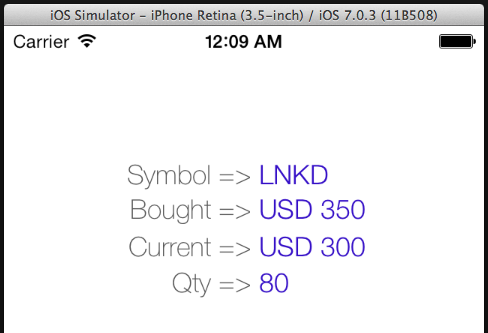 iOS Simulator - iPhone Retina (3.5-inch) / iOS 7.0.3 (11B508)
Carrier 12:09 AM
Symbol => LNKD
Bought => USD 350
Current => USD 300
Qty => 80